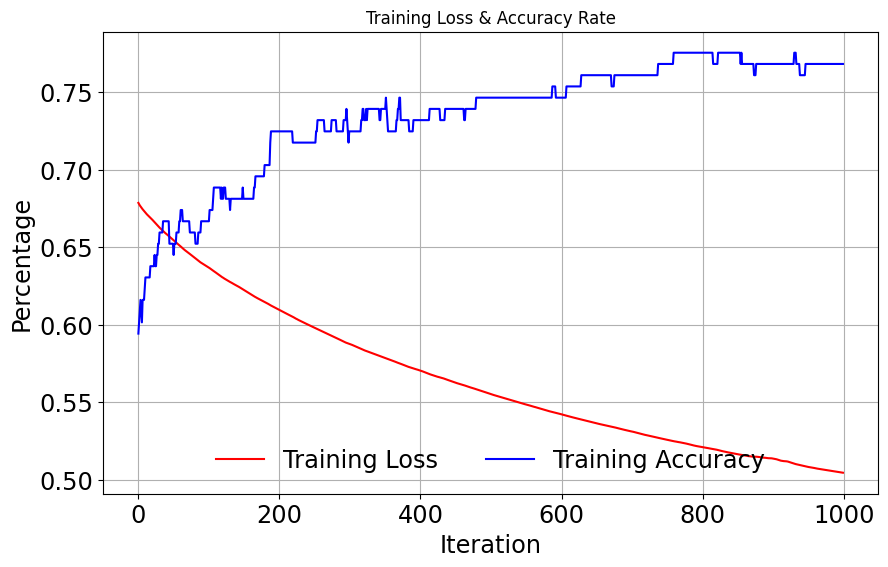 Training Loss & Accuracy Rate
Percentage
0.75
0.70
0.65
0.60
0.55
0.50
Training Loss
Training Accuracy
0 200 400 600 800 1000
Iteration